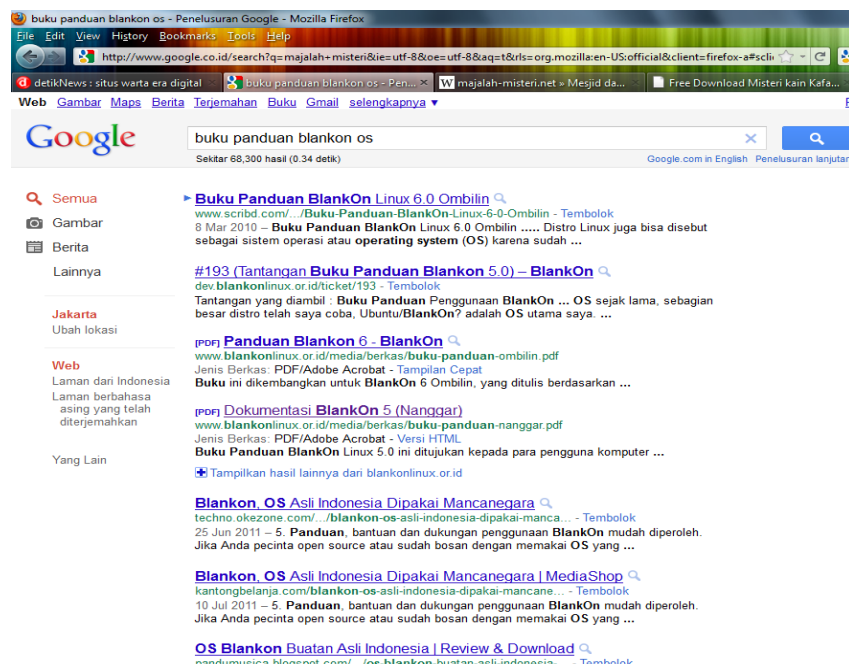 buku panduan blankon os - Penelusuran Google - Mozilla Firefox
File Edit View History Bookmarks Tools Help
http://www.google.co.id/search?q=majalah+misteri&ie=utf-8&oe=utf-8&aq=t&rls=org.mozilla:en-US:official&client=firefox-a#scli
detikNews : situs warta era digital buku panduan blankon os - Pen... × W majalah-misteri.net » Mesjid da... Free Download Misteri kain Kafa...
Web Gambar Maps Berita Terjemahan Buku Gmail selengkapnya ▼
Google
buku panduan blankon os
Sekitar 68,300 hasil (0.34 detik) Google.com in English Penelusuran lanjutan
Semua
Gambar
Berita
Lainnya
Jakarta
Ubah lokasi
Web
Laman dari Indonesia
Laman berbahasa
asing yang telah
diterjemahkan
Yang Lain
Buku Panduan BlankOn Linux 6.0 Ombilin
www.scribd.com/.../Buku-Panduan-BlankOn-Linux-6-0-Ombilin - Tembolok
8 Mar 2010 – Buku Panduan BlankOn Linux 6.0 Ombilin ..... Distro Linux juga bisa disebut
sebagai sistem operasi atau operating system (OS) karena sudah ...
#193 (Tantangan Buku Panduan Blankon 5.0) – BlankOn
dev.blankonlinux.or.id/ticket/193 - Tembolok
Tantangan yang diambil : Buku Panduan Penggunaan BlankOn ... OS sejak lama, sebagian
besar distro telah saya coba, Ubuntu/BlankOn? adalah OS utama saya. ...
[PDF] Panduan Blankon 6 - BlankOn
www.blankonlinux.or.id/media/berkas/buku-panduan-ombilin.pdf
Jenis Berkas: PDF/Adobe Acrobat - Tampilan Cepat
Buku ini dikembangkan untuk BlankOn 6 Ombilin, yang ditulis berdasarkan ...
[PDF] Dokumentasi BlankOn 5 (Nanggar)
www.blankonlinux.or.id/media/berkas/buku-panduan-nanggar.pdf
Jenis Berkas: PDF/Adobe Acrobat - Versi HTML
Buku Panduan BlankOn Linux 5.0 ini ditujukan kepada para pengguna komputer ...
Tampilkan hasil lainnya dari blankonlinux.or.id
Blankon, OS Asli Indonesia Dipakai Mancanegara
techno.okezone.com/.../blankon-os-asli-indonesia-dipakai-manca... - Tembolok
25 Jun 2011 – 5. Panduan, bantuan dan dukungan penggunaan BlankOn mudah diperoleh.
Jika Anda pecinta open source atau sudah bosan dengan memakai OS yang ...
Blankon, OS Asli Indonesia Dipakai Mancanegara | MediaShop
kantongbelanja.com/blankon-os-asli-indonesia-dipakai-mancane... - Tembolok
10 Jul 2011 – 5. Panduan, bantuan dan dukungan penggunaan BlankOn mudah diperoleh.
Jika Anda pecinta open source atau sudah bosan dengan memakai OS yang ...
OS Blankon Buatan Asli Indonesia | Review & Download
pandumusica.blogspot.com/.../os-blankon-buatan-asli-indonesia-... - Tembolok